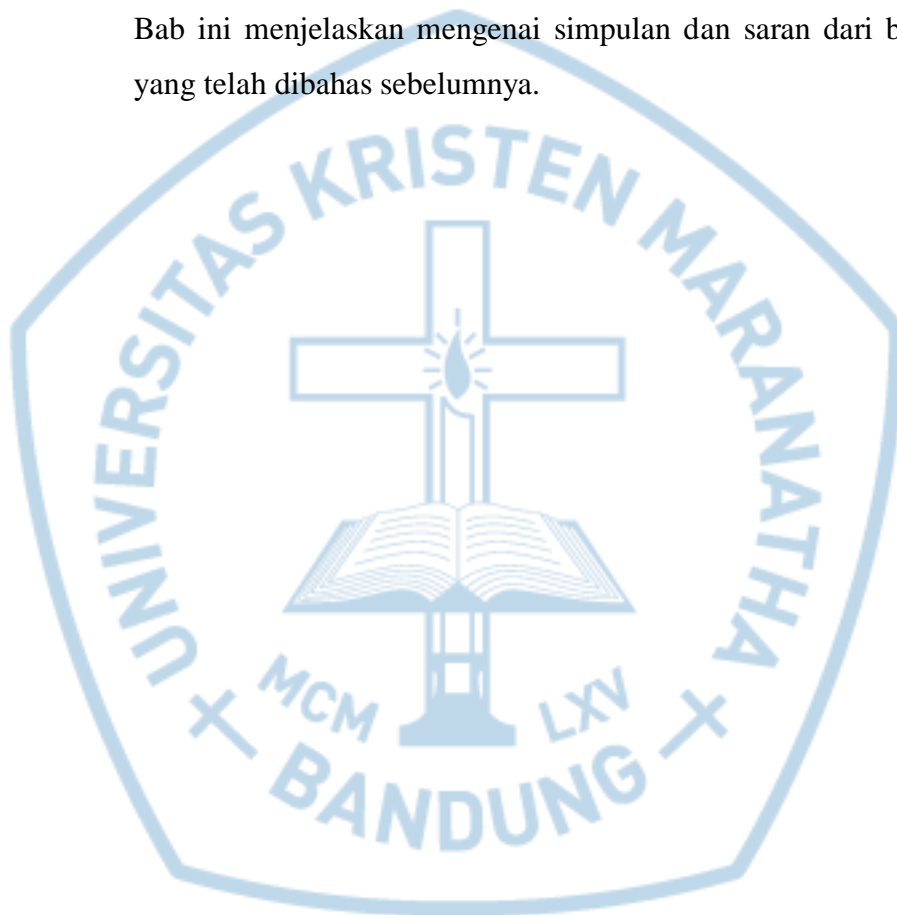 Bab ini menjelaskan mengenai simpulan dan saran dari
yang telah dibahas sebelumnya.
UNIVERSITAS KRISTEN MARANATHA
MCM LXV
BANDUNG